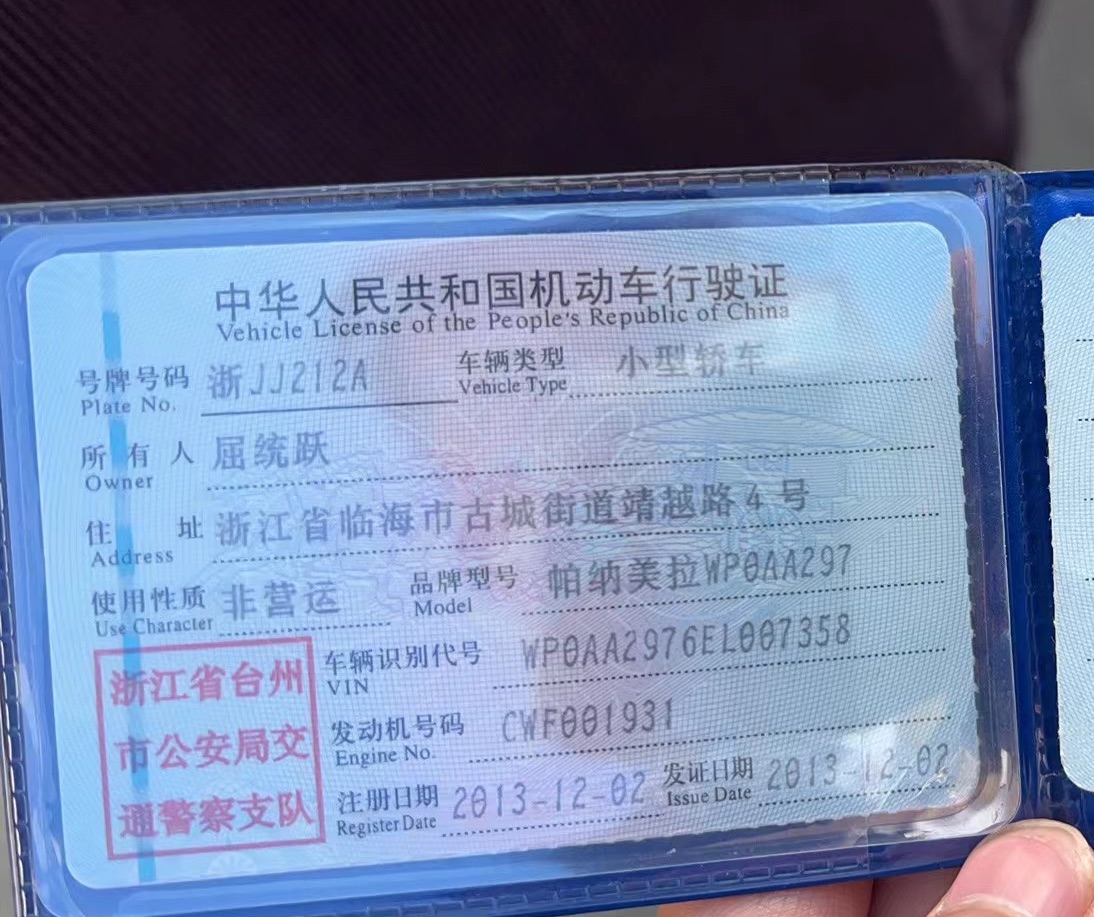 中华人民共和国机动车行驶证
Vehicle License of the People's Republic of China
号牌号码 浙JJ212A 车辆类型 小型轿车
Plate No. Vehicle Type
所有人 屈统跃
Owner
住址 浙江省临海市古城街道靖越路4号
Address
使用性质 非营运 品牌型号 帕纳美拉WP0AA297
Use Character Model
浙江省台州
市公安局交
通警察支队
车辆识别代号 WP0AA2976EL007358
VIN
发动机号码 CWF001931
Engine No.
注册日期 2013-12-02 发证日期 2013-12-02
Register Date Issue Date